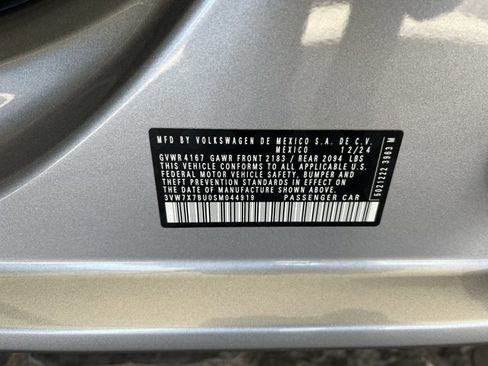 MFD BY VOLKSWAGEN DE MEXICO S.A. DE C.V.
MEXICO 12/24
GVWR 4167 GAWR FRONT 2183 / REAR 2094 LBS
THIS VEHICLE CONFORMS TO ALL APPLICABLE U.S.
FEDERAL MOTOR VEHICLE SAFETY, BUMPER AND
THEFT PREVENTION STANDARDS IN EFFECT ON THE
DATE OF MANUFACTURE SHOWN ABOVE.
3VW7X7BU0SM044919 PASSENGER CAR
5021222 3963 M